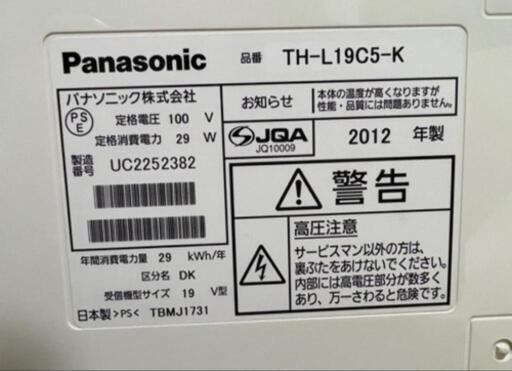 Panasonic 品番 TH-L19C5-K
パナソニック株式会社
PS E 定格電圧 100 V
定格消費電力 29 W
製造番号 UC2252382
お知らせ
本体の温度が高くなりますが
性能・品質には問題ありません。
JQA
JQ10009
2012 年製
警告
高圧注意
サービスマン以外の方は、
裏ぶたをあけないでください。
内部には高電圧部分が数多く
あり、万一さわると危険です。
年間消費電力量 29 kWh/年
区分名 DK
受信機型サイズ 19 V型
日本製 >PS< TBMJ1731